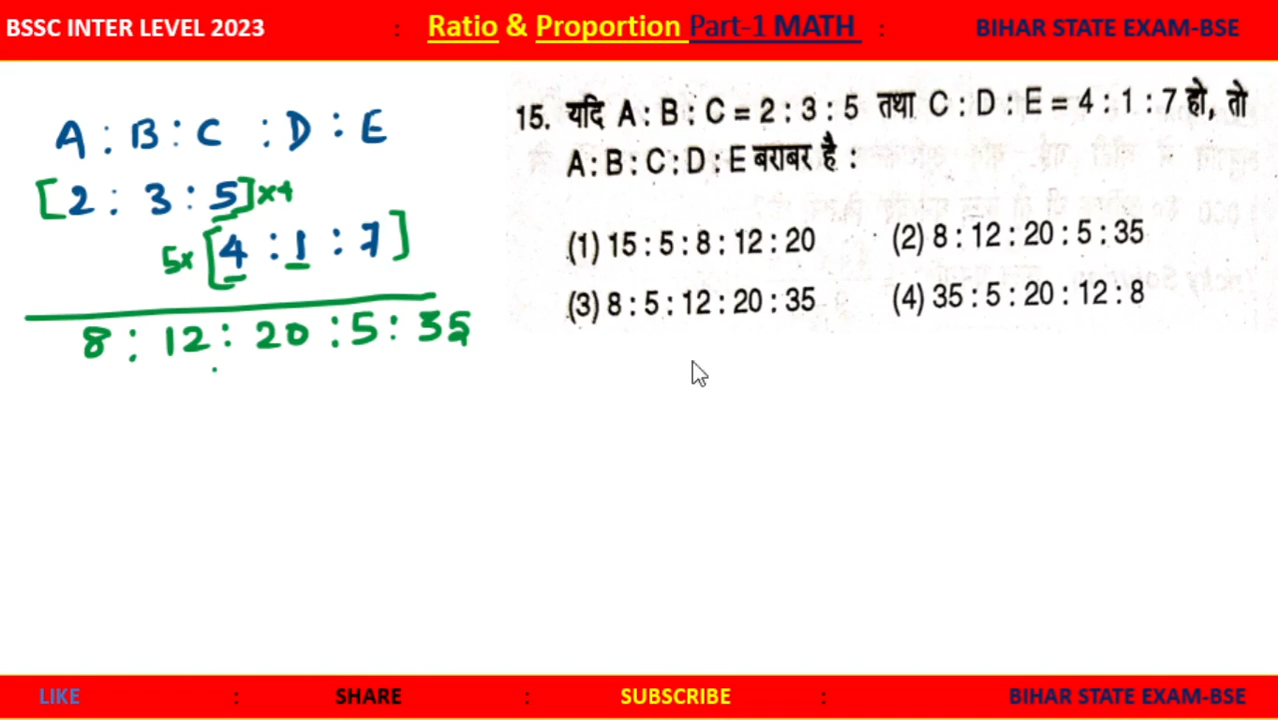 BSSC INTER LEVEL 2023 : Ratio & Proportion Part-1 MATH : BIHAR STATE EXAM-BSE
A : B : C : D : E
[2 : 3 : 5]×4
5×[4 : 1 : 7]
8 : 12 : 20 : 5 : 35
15. यदि A : B : C = 2 : 3 : 5 तथा C : D : E = 4 : 1 : 7 हो, तो
A : B : C : D : E बराबर है :
(1) 15 : 5 : 8 : 12 : 20 (2) 8 : 12 : 20 : 5 : 35
(3) 8 : 5 : 12 : 20 : 35 (4) 35 : 5 : 20 : 12 : 8
LIKE : SHARE : SUBSCRIBE : BIHAR STATE EXAM-BSE